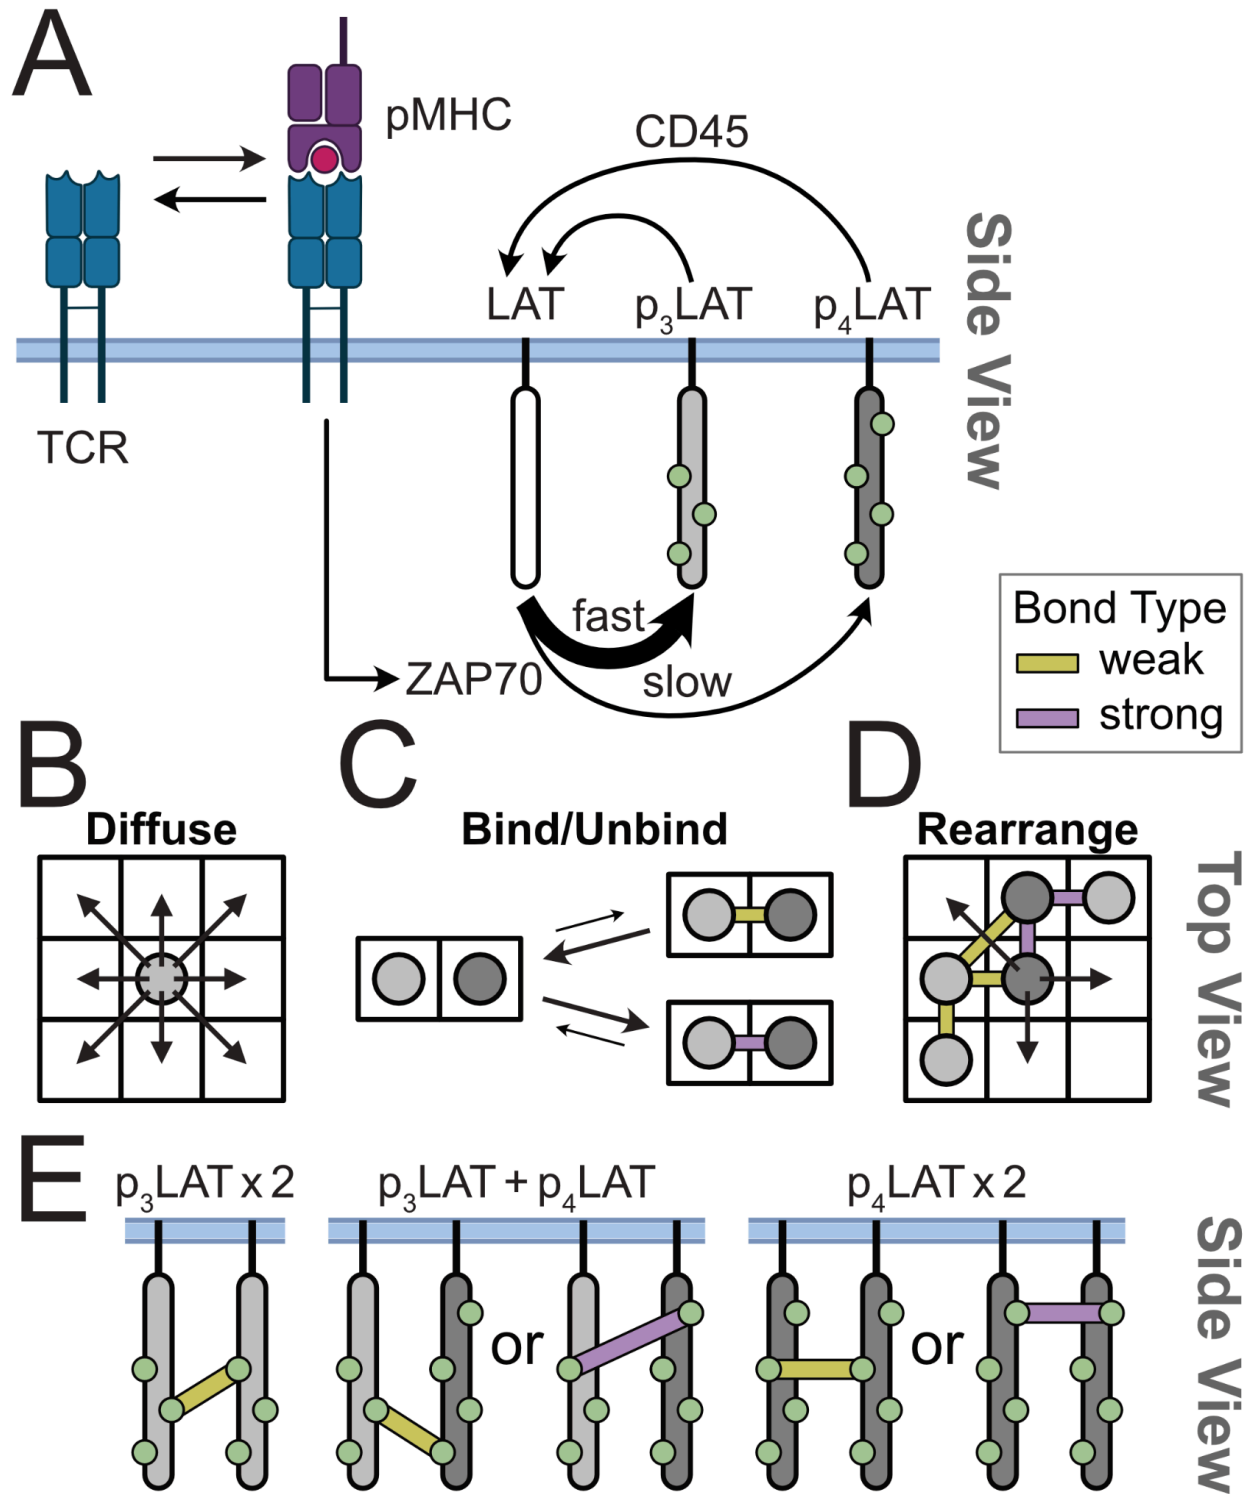 A
pMHC
CD45
LAT
p3LAT
p4LAT
Side View
TCR
fast
slow
ZAP70
Bond Type
weak
strong
B
Diffuse
C
Bind/Unbind
D
Rearrange
Top View
E
p3LAT x 2
p3LAT + p4LAT
p4LAT x 2
or
or
Side View